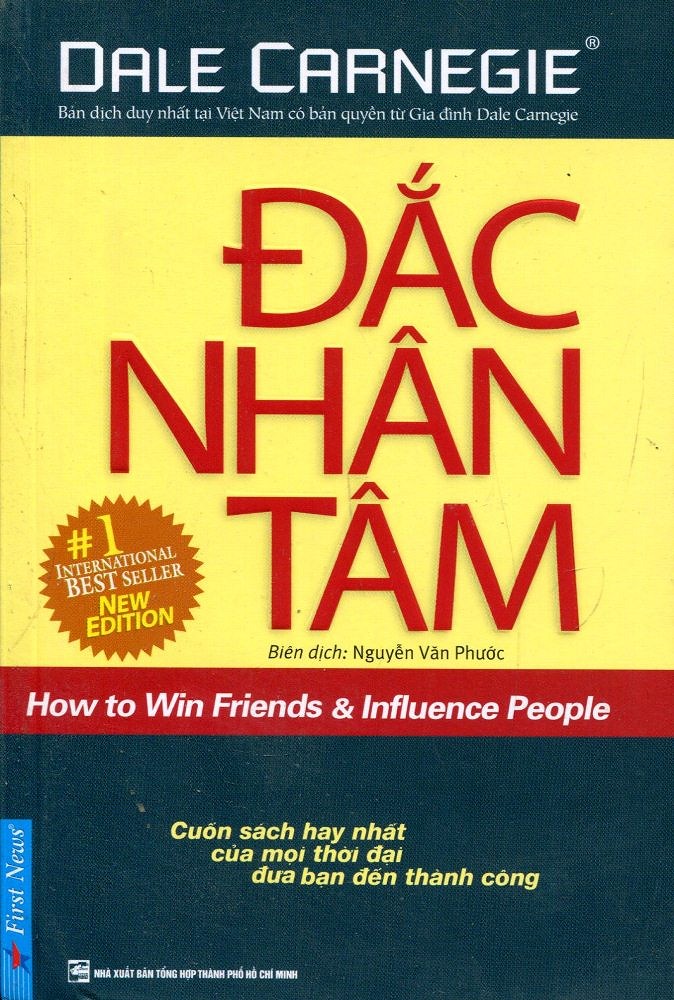 DALE CARNEGIE®
Bản dịch duy nhất tại Việt Nam có bản quyền từ Gia đình Dale Carnegie
ĐẮC
NHÂN
TÂM
#1
INTERNATIONAL
BEST SELLER
NEW
EDITION
Biên dịch: Nguyễn Văn Phước
How to Win Friends & Influence People
Cuốn sách hay nhất
của mọi thời đại
đưa bạn đến thành công
First News®
NHÀ XUẤT BẢN TỔNG HỢP THÀNH PHỐ HỒ CHÍ MINH